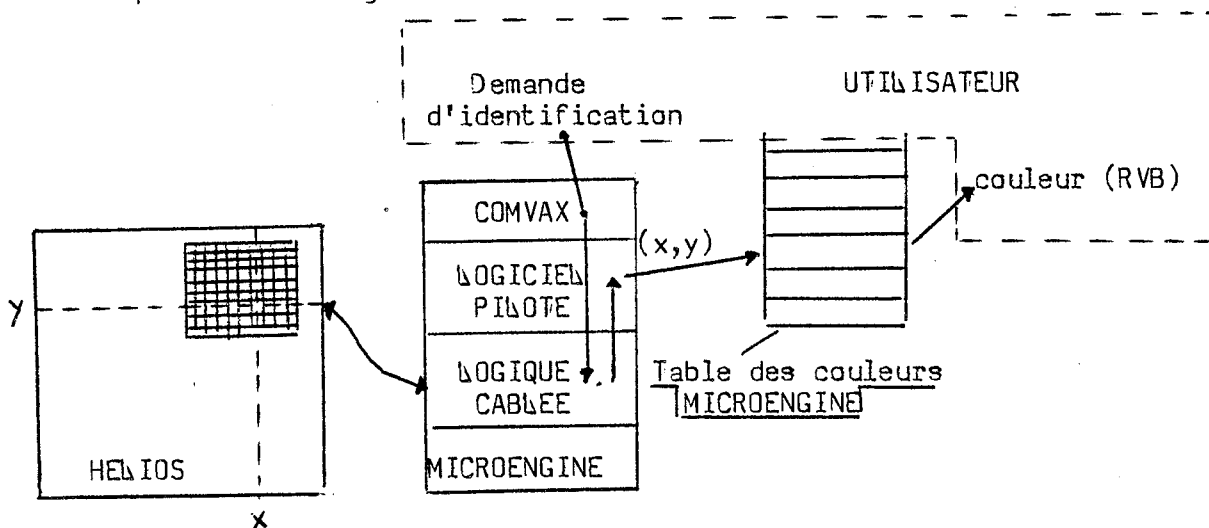 Demande
d'identification
UTILISATEUR
couleur (RVB)
COMVAX
(x,y)
LOGICIEL
PILOTE
y
LOGIQUE
CABLEE
Table des couleurs
MICROENGINE
HELIOS
MICROENGINE
x